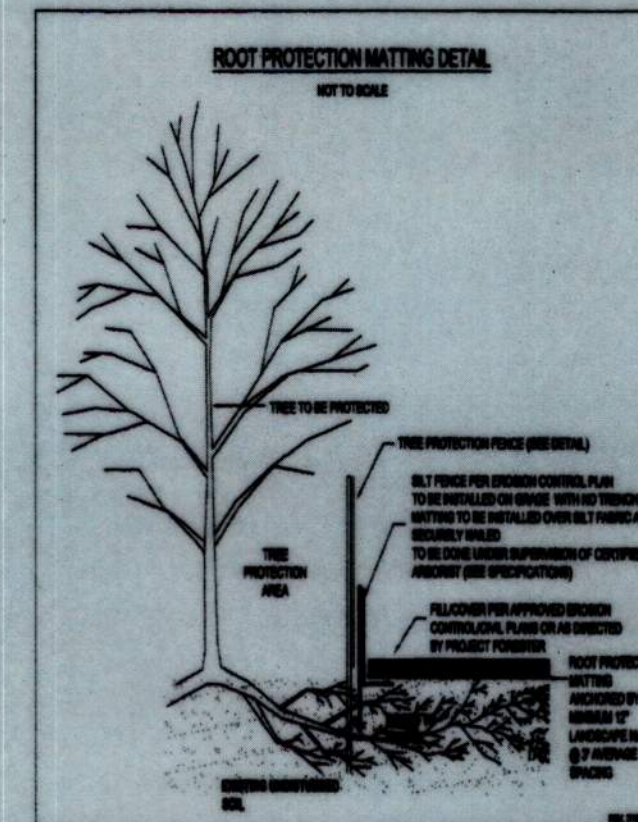 ROOT PROTECTION MATTING DETAIL
NOT TO SCALE
TREE TO BE PROTECTED
TREE PROTECTION FENCE (SEE DETAIL)
SILT FENCE PER EROSION CONTROL PLAN
TO BE INSTALLED ON GRADE WITH NO
MATTING TO BE INSTALLED OVER SILT FABRIC
SECURELY NAILED
TO BE DONE UNDER SUPERVISION OF
ARBORIST (SEE SPECIFICATIONS)
TREE
PROTECTION
AREA
FILL/COVER PER APPROVED EROSION
CONTROL/CIVIL PLANS OR AS DIRECTED
BY PROJECT FORESTER
ROOT
MATTING
ANCHORED BY
MINIMUM 12"
LANDSCAPE
AVERAGE
SPACING
EXISTING UNDISTURBED
SOIL